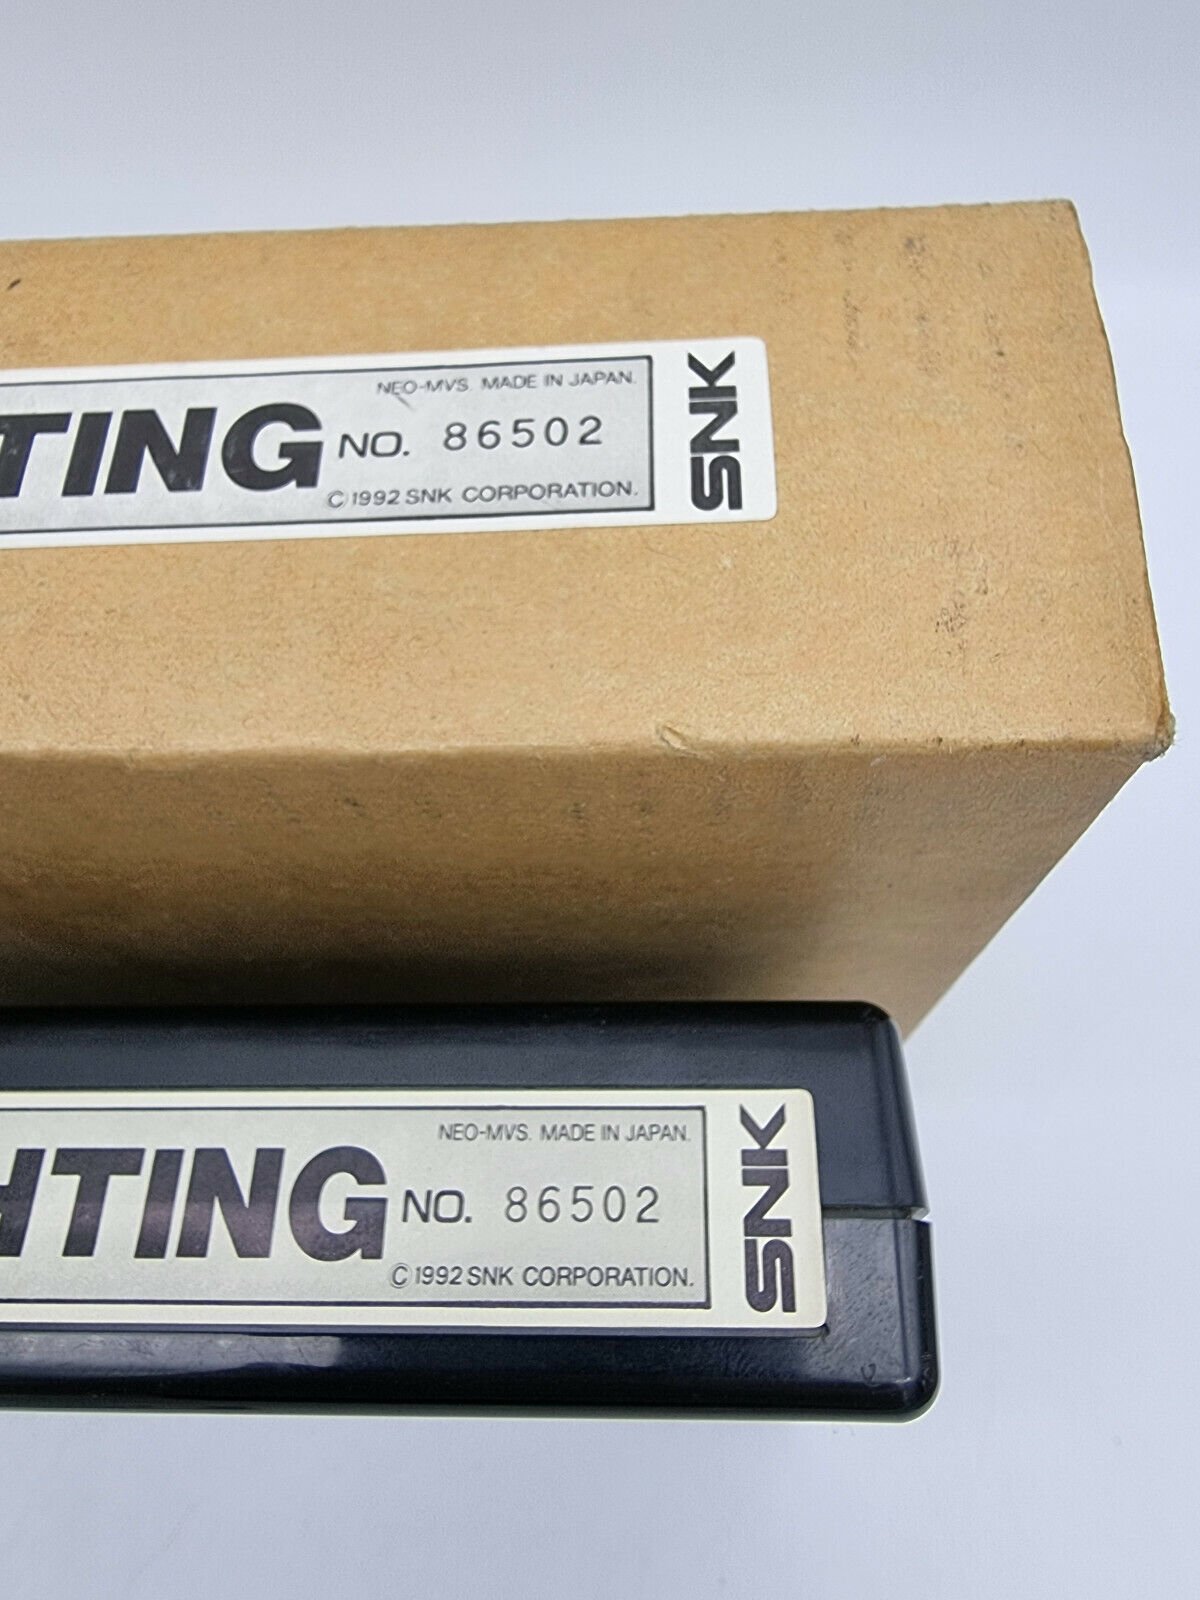 NEO-MVS. MADE IN JAPAN.
TING NO. 86502
© 1992 SNK CORPORATION.
SNK
NEO-MVS. MADE IN JAPAN.
HTING NO. 86502
© 1992 SNK CORPORATION.
SNK